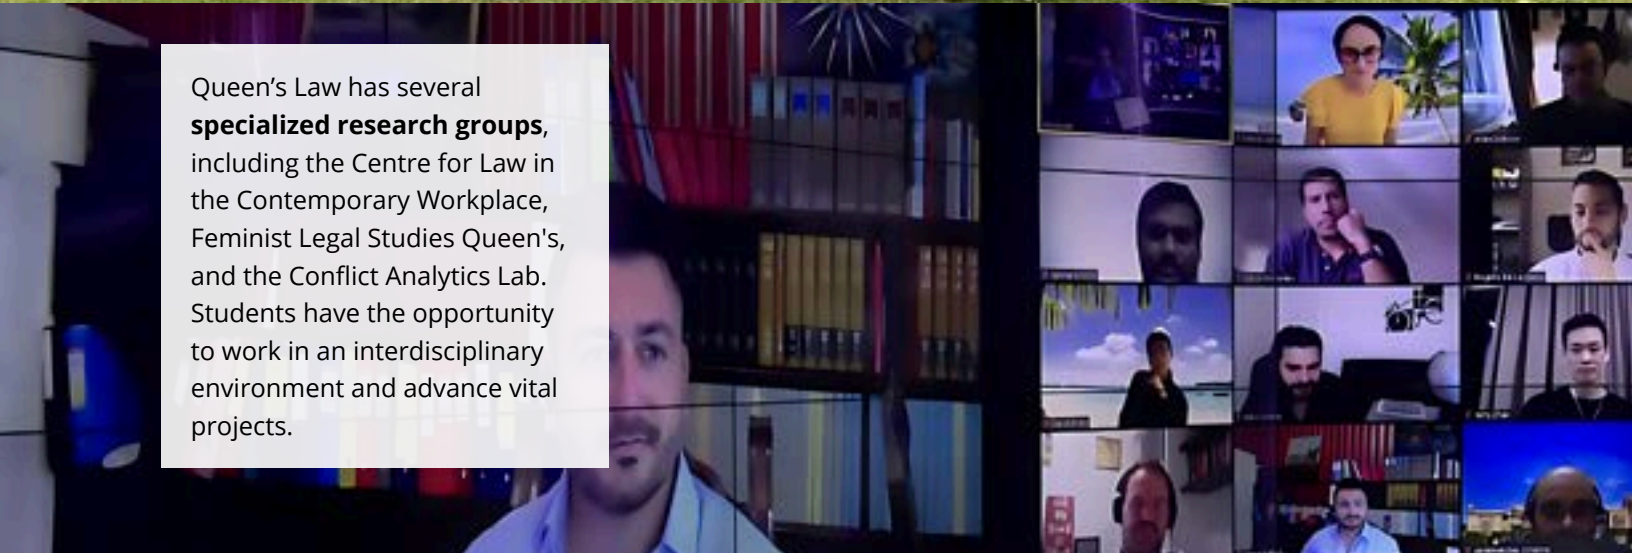 Queen’s Law has several
specialized research groups,
including the Centre for Law in
the Contemporary Workplace,
Feminist Legal Studies Queen's,
and the Conflict Analytics Lab.
Students have the opportunity
to work in an interdisciplinary
environment and advance vital
projects.